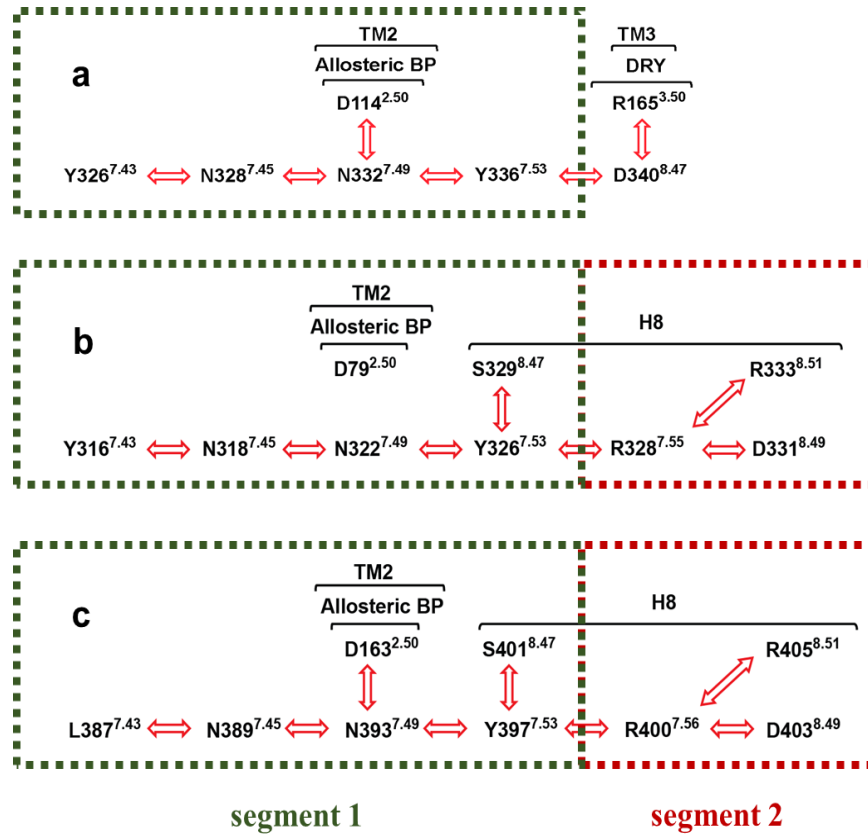 TM2 TM3
a Allosteric BP DRY
D114^2.50 R165^3.50
Y326^7.43 N328^7.45 N332^7.49 Y336^7.53 D340^8.47
TM2
b Allosteric BP H8
D79^2.50 S329^8.47 R333^8.51
Y316^7.43 N318^7.45 N322^7.49 Y326^7.53 R328^7.55 D331^8.49
TM2
c Allosteric BP H8
D163^2.50 S401^8.47 R405^8.51
L387^7.43 N389^7.45 N393^7.49 Y397^7.53 R400^7.56 D403^8.49
segment 1 segment 2